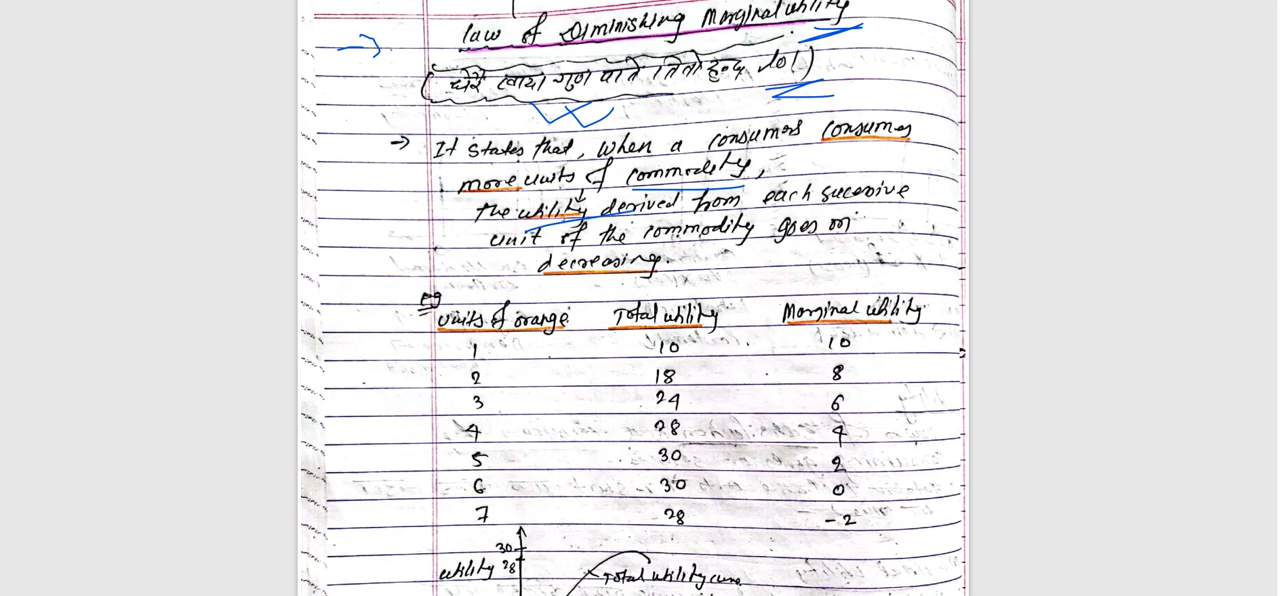 law of Diminishing Marginal utility
(धेरै खायो गुण पाते तितो हुन्छ lol)
→ It states that, when a consumers consumes
more units of commodity,
the utility derived from each succesive
unit of the commodity goes on
decreasing.
eg
units of orange Total utility Marginal utility
1 10 10
2 18 8
3 24 6
4 28 4
5 30 2
6 30 0
7 28 -2
30
utility 28 Total utility curve